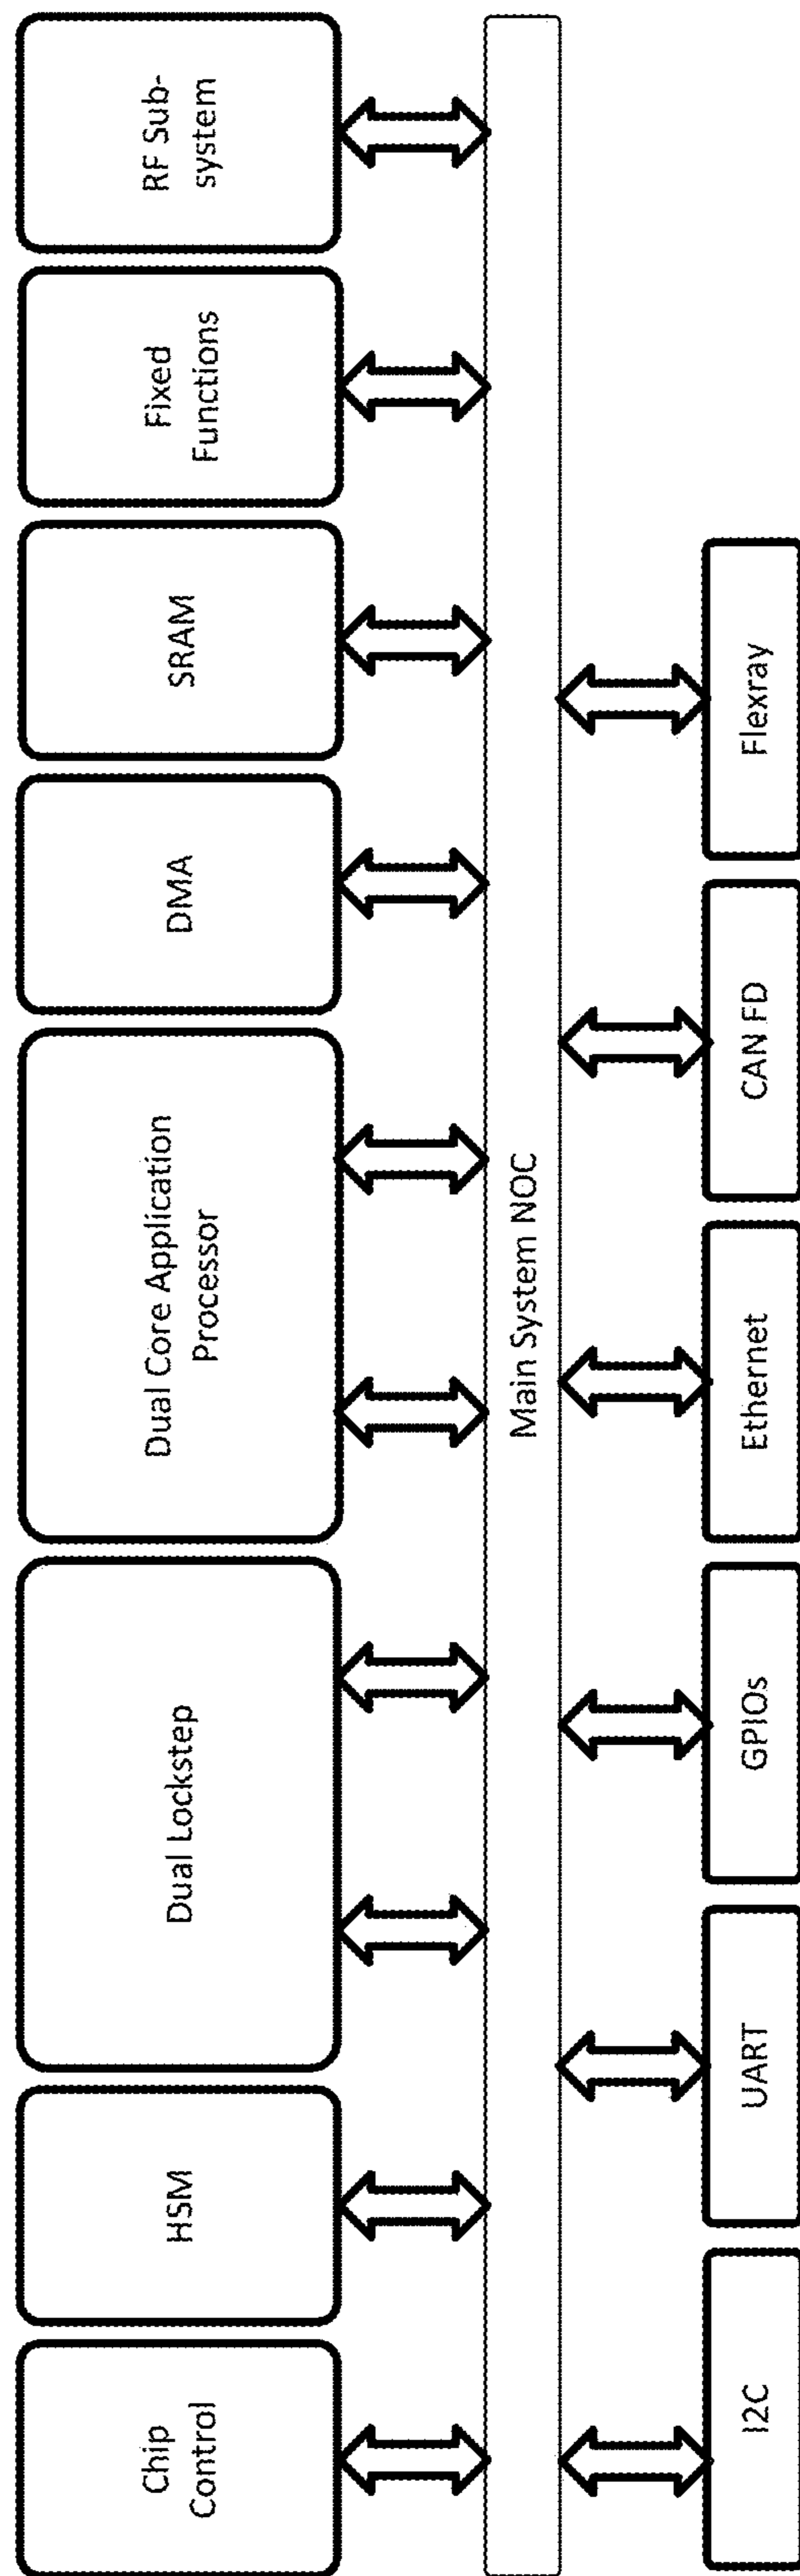 Chip
Control
HSM
Dual Lockstep
Dual Core Application
Processor
DMA
SRAM
Fixed
Functions
RF Sub-
system
Main System NOC
I2C
UART
GPIOs
Ethernet
CAN FD
Flexray